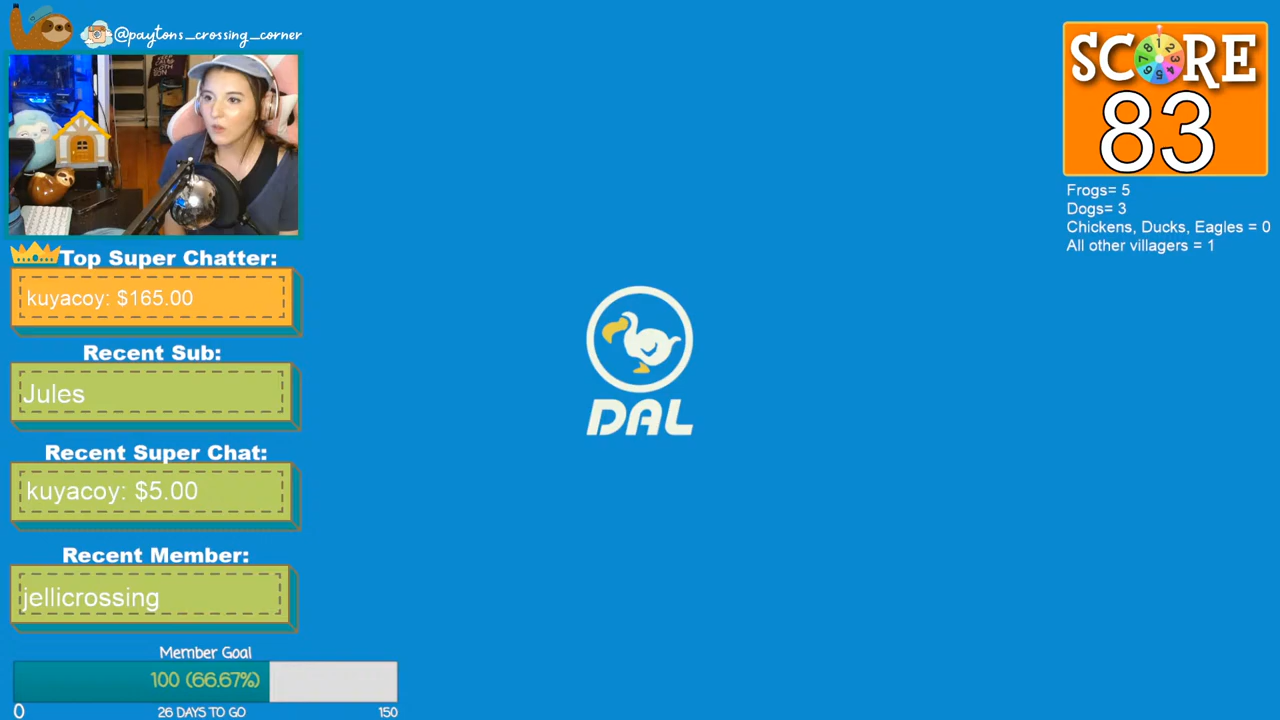 @paytons_crossing_corner
Top Super Chatter:
kuyacoy: $165.00
Recent Sub:
Jules
Recent Super Chat:
kuyacoy: $5.00
Recent Member:
jellicrossing
Member Goal
100 (66.67%)
0
26 DAYS TO GO
150
DAL
SCORE
83
Frogs= 5
Dogs= 3
Chickens, Ducks, Eagles = 0
All other villagers = 1